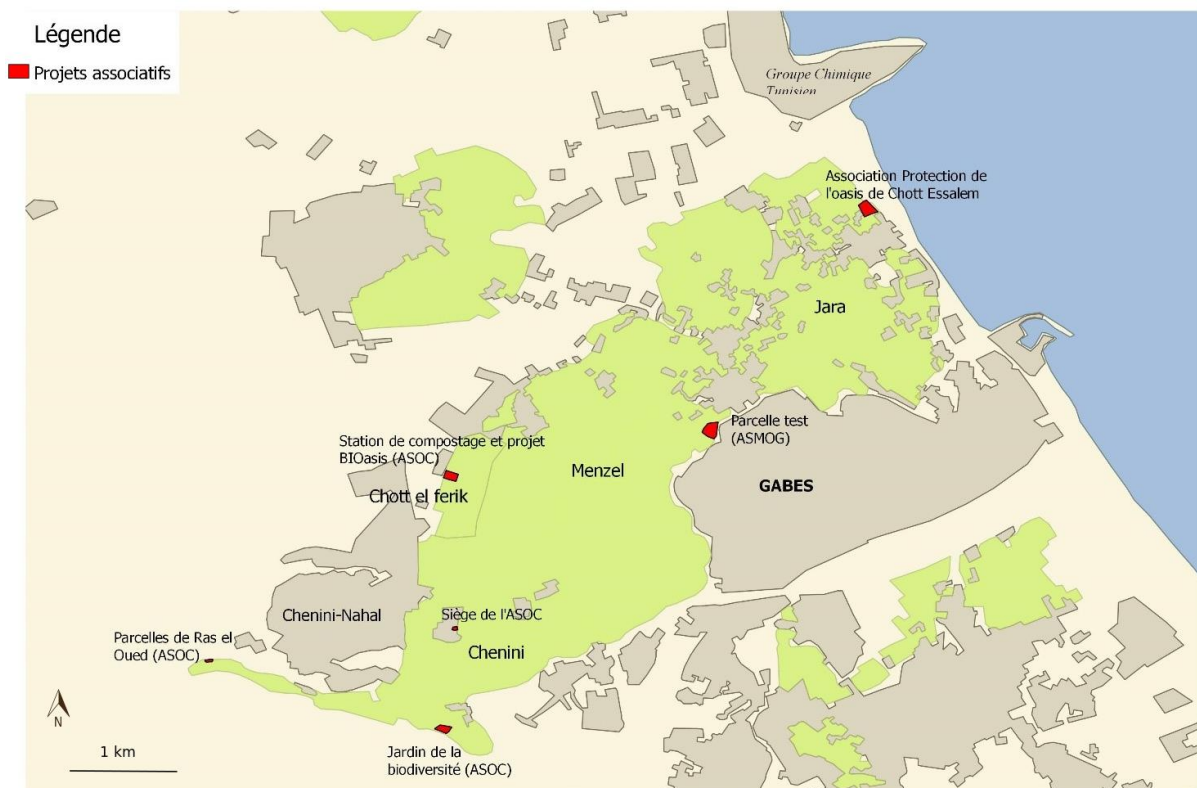 Légende
Projets associatifs
Groupe Chimique
Tunisien
Association Protection de
l'oasis de Chott Essalem
Jara
Parcelle test
(ASMOG)
Station de compostage et projet
BIOasis (ASOC)
Menzel
GABES
Chott el ferik
Chenini-Nahal
Siège de l'ASOC
Parcelles de Ras el
Oued (ASOC)
Chenini
N
1 km
Jardin de la
biodiversité (ASOC)